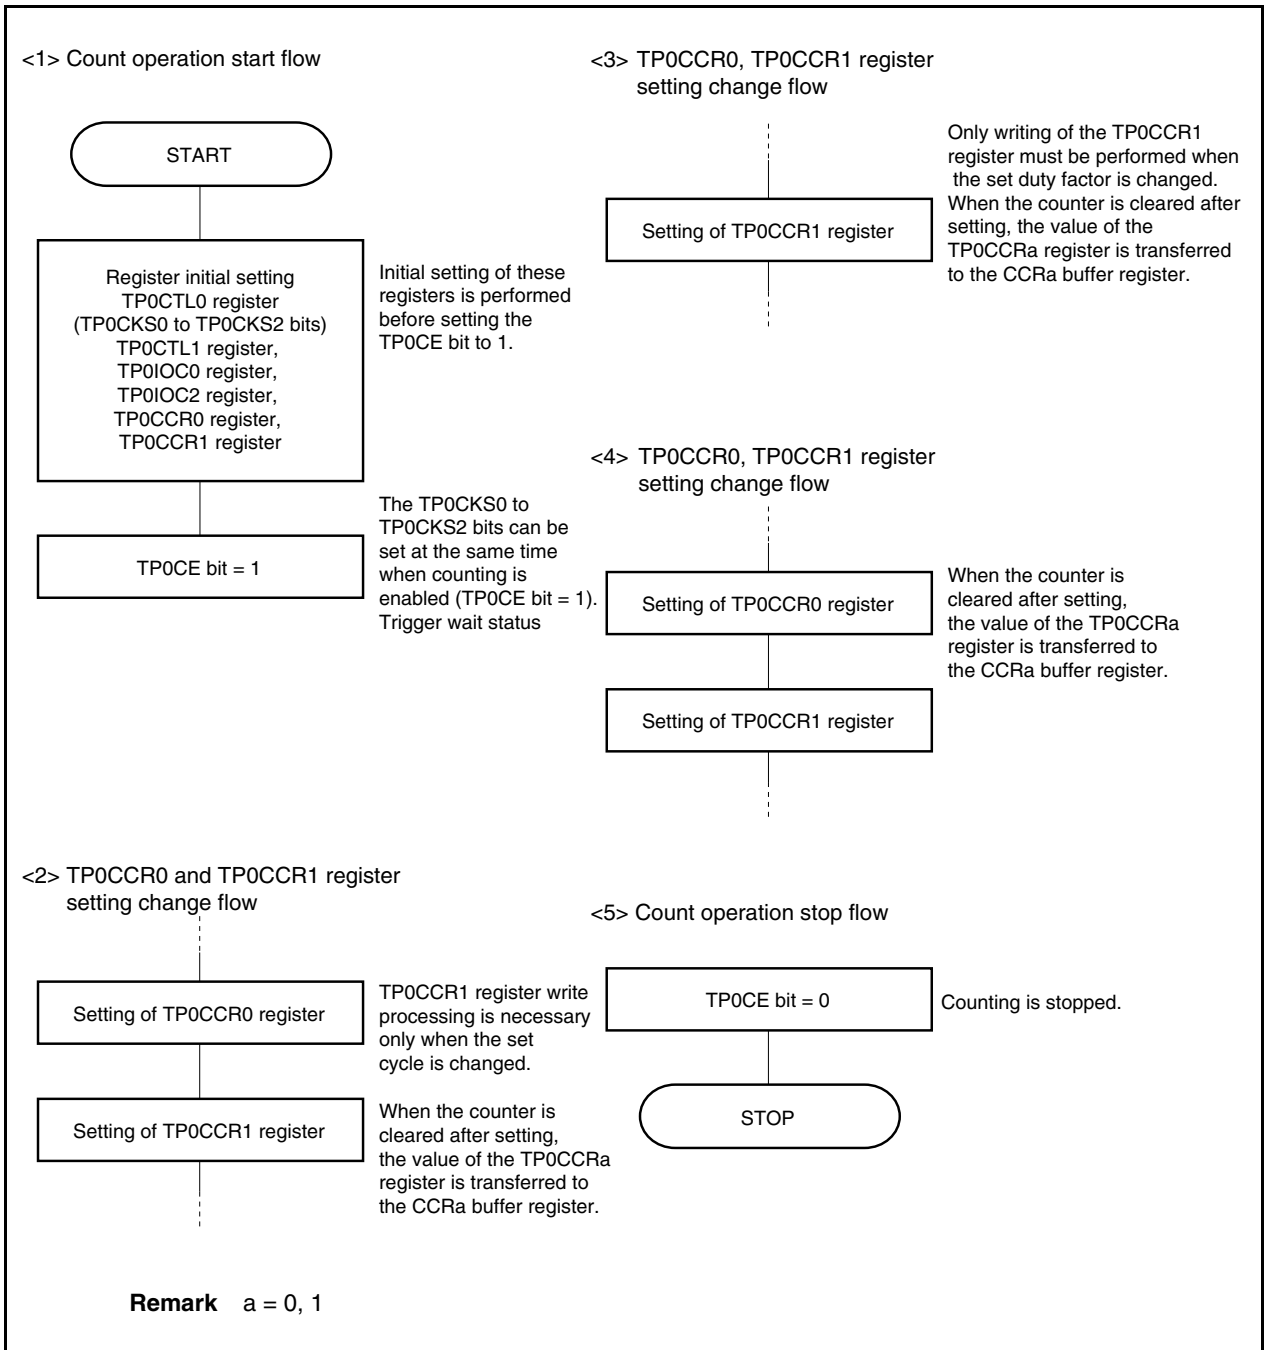 <1> Count operation start flow
START
Register initial setting
TP0CTL0 register
(TP0CKS0 to TP0CKS2 bits)
TP0CTL1 register,
TP0IOC0 register,
TP0IOC2 register,
TP0CCR0 register,
TP0CCR1 register
Initial setting of these
registers is performed
before setting the
TP0CE bit to 1.
TP0CE bit = 1
The TP0CKS0 to
TP0CKS2 bits can be
set at the same time
when counting is
enabled (TP0CE bit = 1).
Trigger wait status
<2> TP0CCR0 and TP0CCR1 register
setting change flow
Setting of TP0CCR0 register
TP0CCR1 register write
processing is necessary
only when the set
cycle is changed.
Setting of TP0CCR1 register
When the counter is
cleared after setting,
the value of the TP0CCRa
register is transferred to
the CCRa buffer register.
<3> TP0CCR0, TP0CCR1 register
setting change flow
Setting of TP0CCR1 register
Only writing of the TP0CCR1
register must be performed when
the set duty factor is changed.
When the counter is cleared after
setting, the value of the
TP0CCRa register is transferred
to the CCRa buffer register.
<4> TP0CCR0, TP0CCR1 register
setting change flow
Setting of TP0CCR0 register
When the counter is
cleared after setting,
the value of the TP0CCRa
register is transferred to
the CCRa buffer register.
Setting of TP0CCR1 register
<5> Count operation stop flow
TP0CE bit = 0
Counting is stopped.
STOP
Remark a = 0, 1